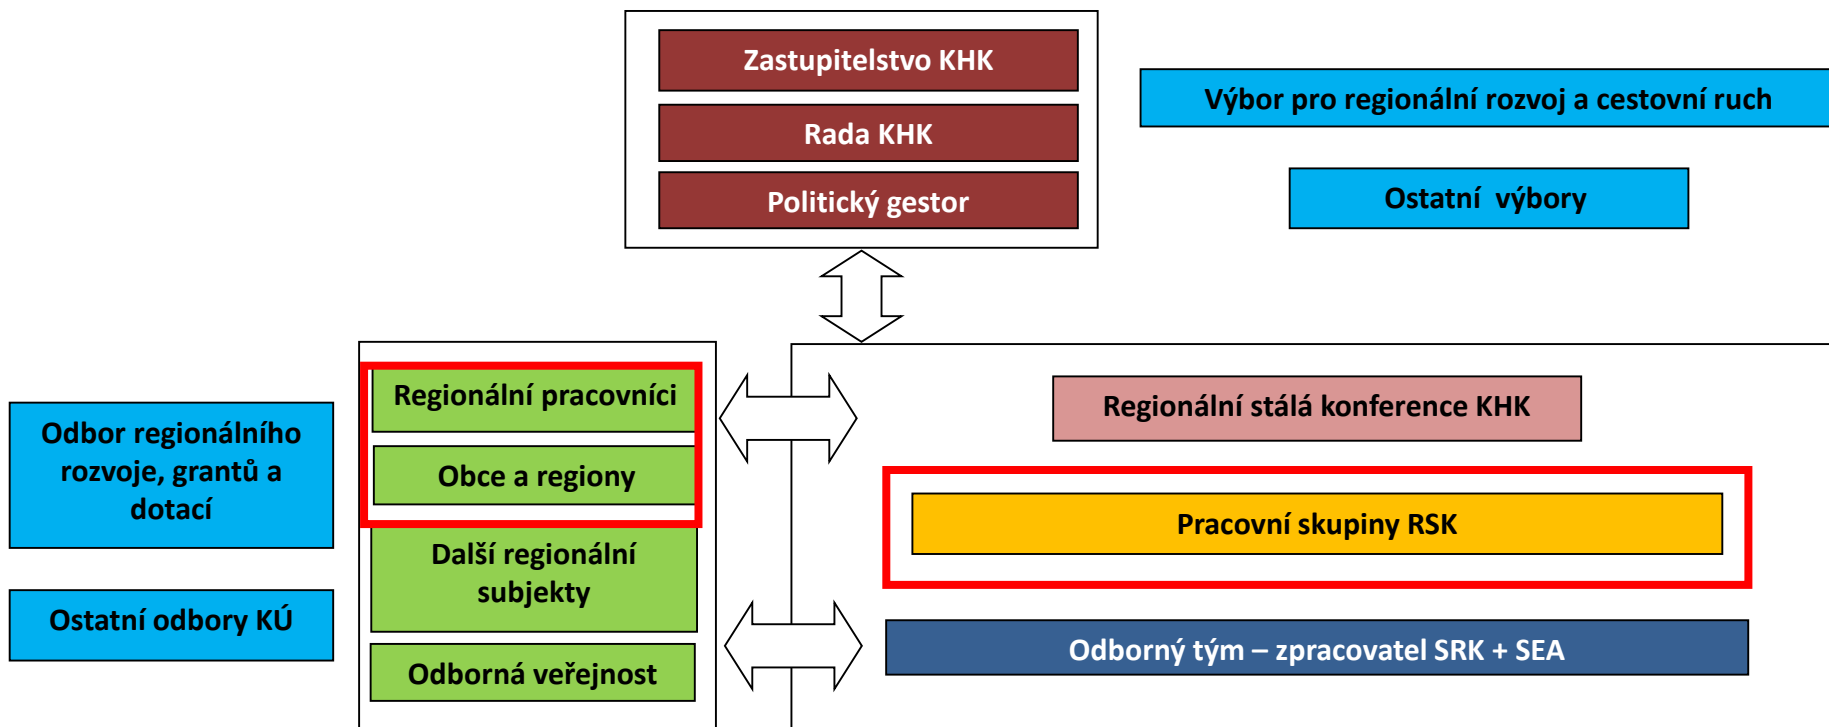 Zastupitelstvo KHK
Rada KHK
Politický gestor
Výbor pro regionální rozvoj a cestovní ruch
Ostatní výbory
Odbor regionálního
rozvoje, grantů a
dotací
Ostatní odbory KÚ
Regionální pracovníci
Obce a regiony
Další regionální
subjekty
Odborná veřejnost
Regionální stálá konference KHK
Pracovní skupiny RSK
Odborný tým – zpracovatel SRK + SEA